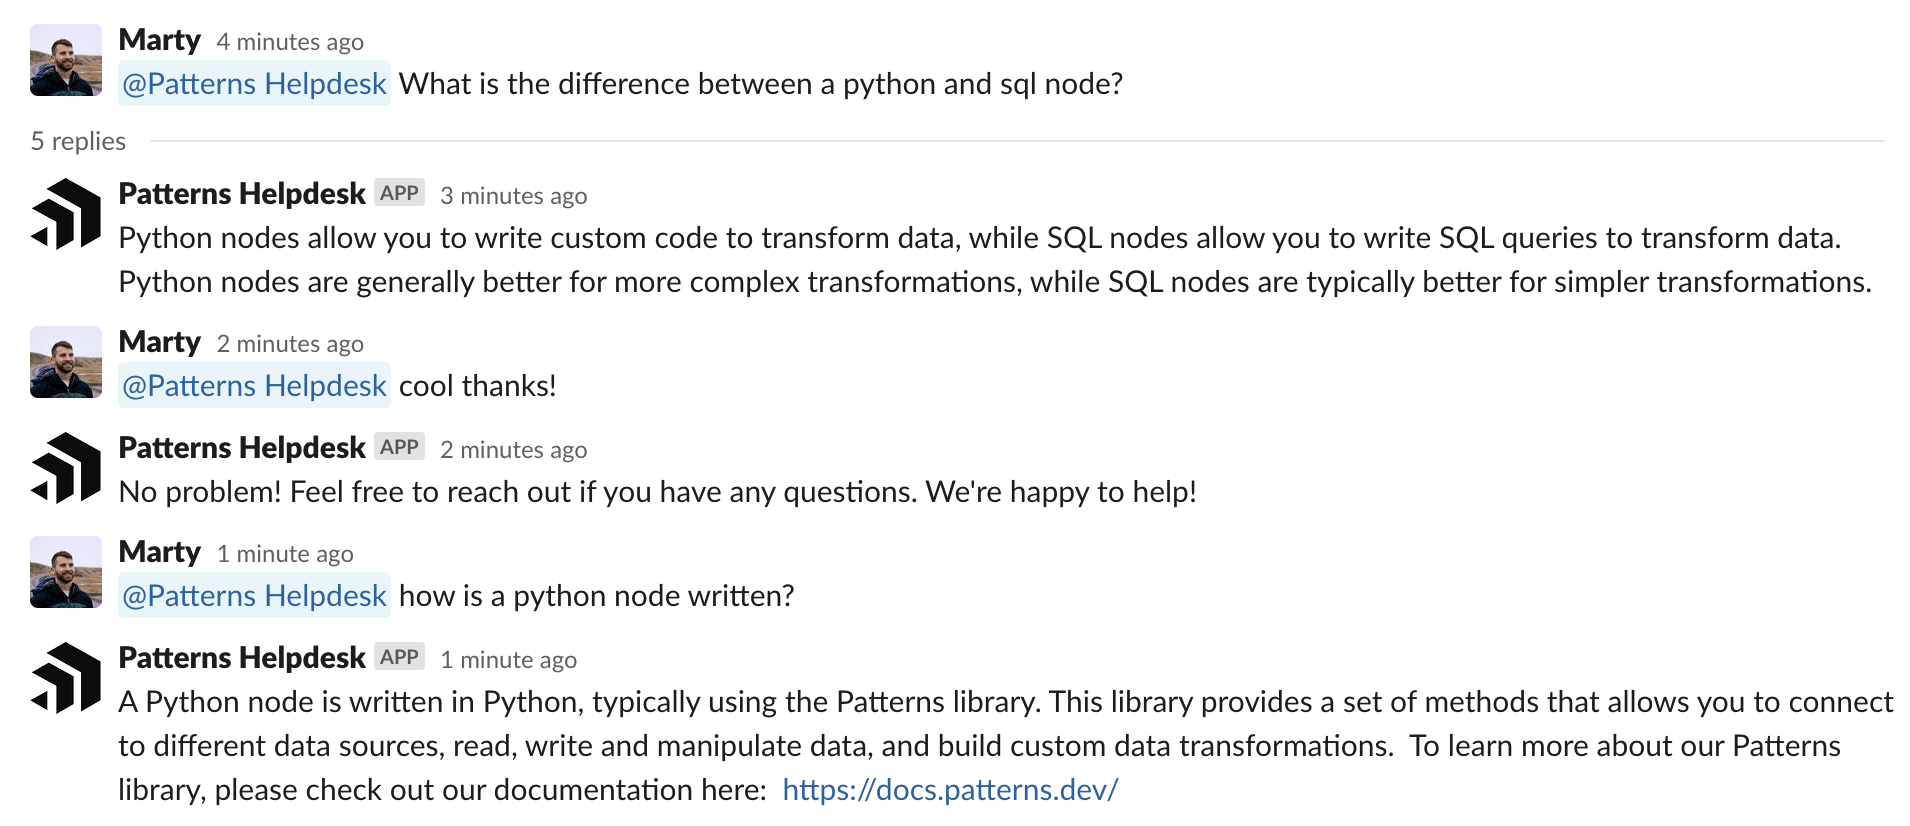 Marty 4 minutes ago
@Patterns Helpdesk What is the difference between a python and sql node?
5 replies
Patterns Helpdesk APP 3 minutes ago
Python nodes allow you to write custom code to transform data, while SQL nodes allow you to write SQL queries to transform data.
Python nodes are generally better for more complex transformations, while SQL nodes are typically better for simpler transformations.
Marty 2 minutes ago
@Patterns Helpdesk cool thanks!
Patterns Helpdesk APP 2 minutes ago
No problem! Feel free to reach out if you have any questions. We're happy to help!
Marty 1 minute ago
@Patterns Helpdesk how is a python node written?
Patterns Helpdesk APP 1 minute ago
A Python node is written in Python, typically using the Patterns library. This library provides a set of methods that allows you to connect
to different data sources, read, write and manipulate data, and build custom data transformations.  To learn more about our Patterns
library, please check out our documentation here:  https://docs.patterns.dev/